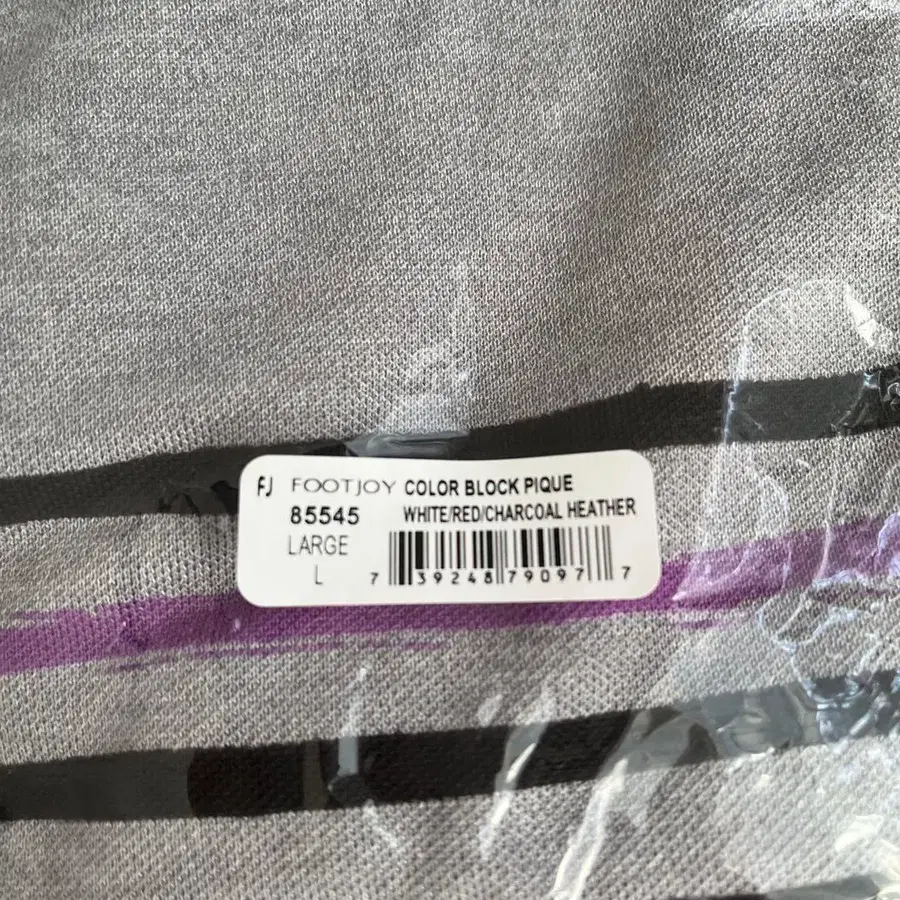 FJ FOOTJOY COLOR BLOCK PIQUE
85545 WHITE/RED/CHARCOAL HEATHER
LARGE
L 7 39248 79097 7